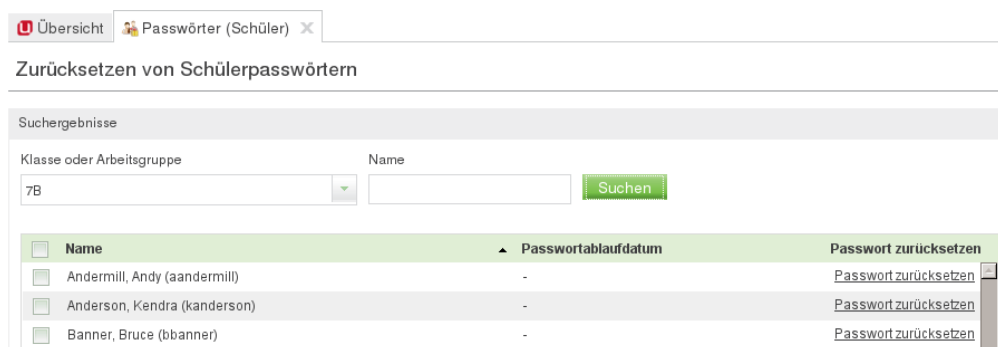 Übersicht Passwörter (Schüler)
Zurücksetzen von Schülerpasswörtern
Suchergebnisse
Klasse oder Arbeitsgruppe Name
7B Suchen
Name Passwortablaufdatum Passwort zurücksetzen
Andermill, Andy (aandermill) - Passwort zurücksetzen
Anderson, Kendra (kanderson) - Passwort zurücksetzen
Banner, Bruce (bbanner) - Passwort zurücksetzen